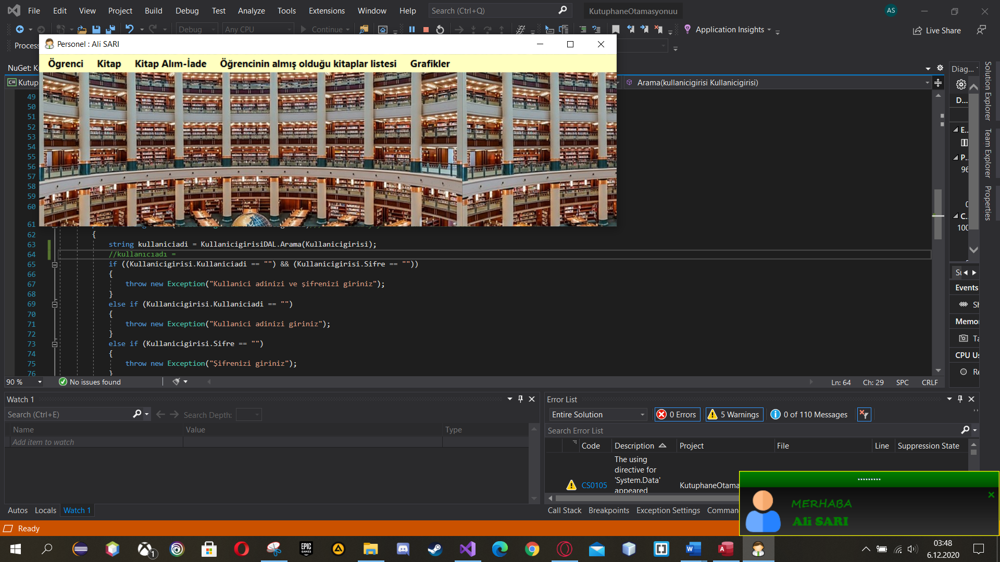 File Edit View Project Build Debug Test Analyze Tools Extensions Window Help Search (Ctrl+Q) KutuphaneOtamasyonuu AS
Debug Any CPU Continue Application Insights Live Share
Process
Personel : Ali SARI
Ögrenci Kitap Kitap Alım-İade Öğrencinin almış olduğu kitaplar listesi Grafikler
NuGet: K
Kutup
Arama(kullanicigirisi Kullanicigirisi)
Diag...
D...
E...
P...
96
0
C...
100
Solution Explorer
Team Explorer
Properties
49
50
51
52
53
54
55
56
57
58
59
60
61
62 {
63 string kullaniciadi = KullanicigirisiDAL.Arama(Kullanicigirisi);
64 //kullanıcıadı =
65 if ((Kullanicigirisi.Kullaniciadi == "") && (Kullanicigirisi.Sifre == ""))
66 {
67 throw new Exception("Kullanici adinizi ve şifrenizi giriniz");
68 }
69 else if (Kullanicigirisi.Kullaniciadi == "")
70 {
71 throw new Exception("Kullanici adinizi giriniz");
72 }
73 else if (Kullanicigirisi.Sifre == "")
74 {
75 throw new Exception("Şifrenizi giriniz");
76 }
Events
Memo
CPU Us
90 % No issues found Ln: 64 Ch: 29 SPC CRLF
Watch 1
Search (Ctrl+E) Search Depth:
Name Value Type
Add item to watch
Autos Locals Watch 1
Error List
Entire Solution 0 Errors 5 Warnings 0 of 110 Messages
Search Error List
Code Description Project File Line Suppression State
The using
directive for
'System.Data'
appeared
CS0105 KutuphaneOtama
Call Stack Breakpoints Exception Settings Comman
.........
MERHABA
Ali SARI
Ready
1
EPIC GAMES
03:48
6.12.2020